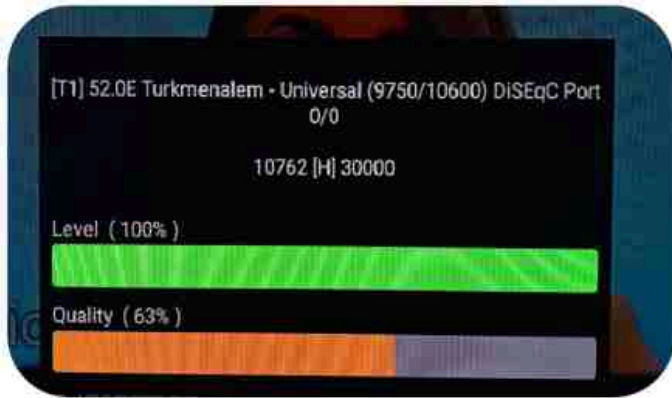 [T1] 52.0E Turkmenalem - Universal (9750/10600) DiSEqC Port
0/0
10762 [H] 30000
Level ( 100% )
Quality ( 63% )